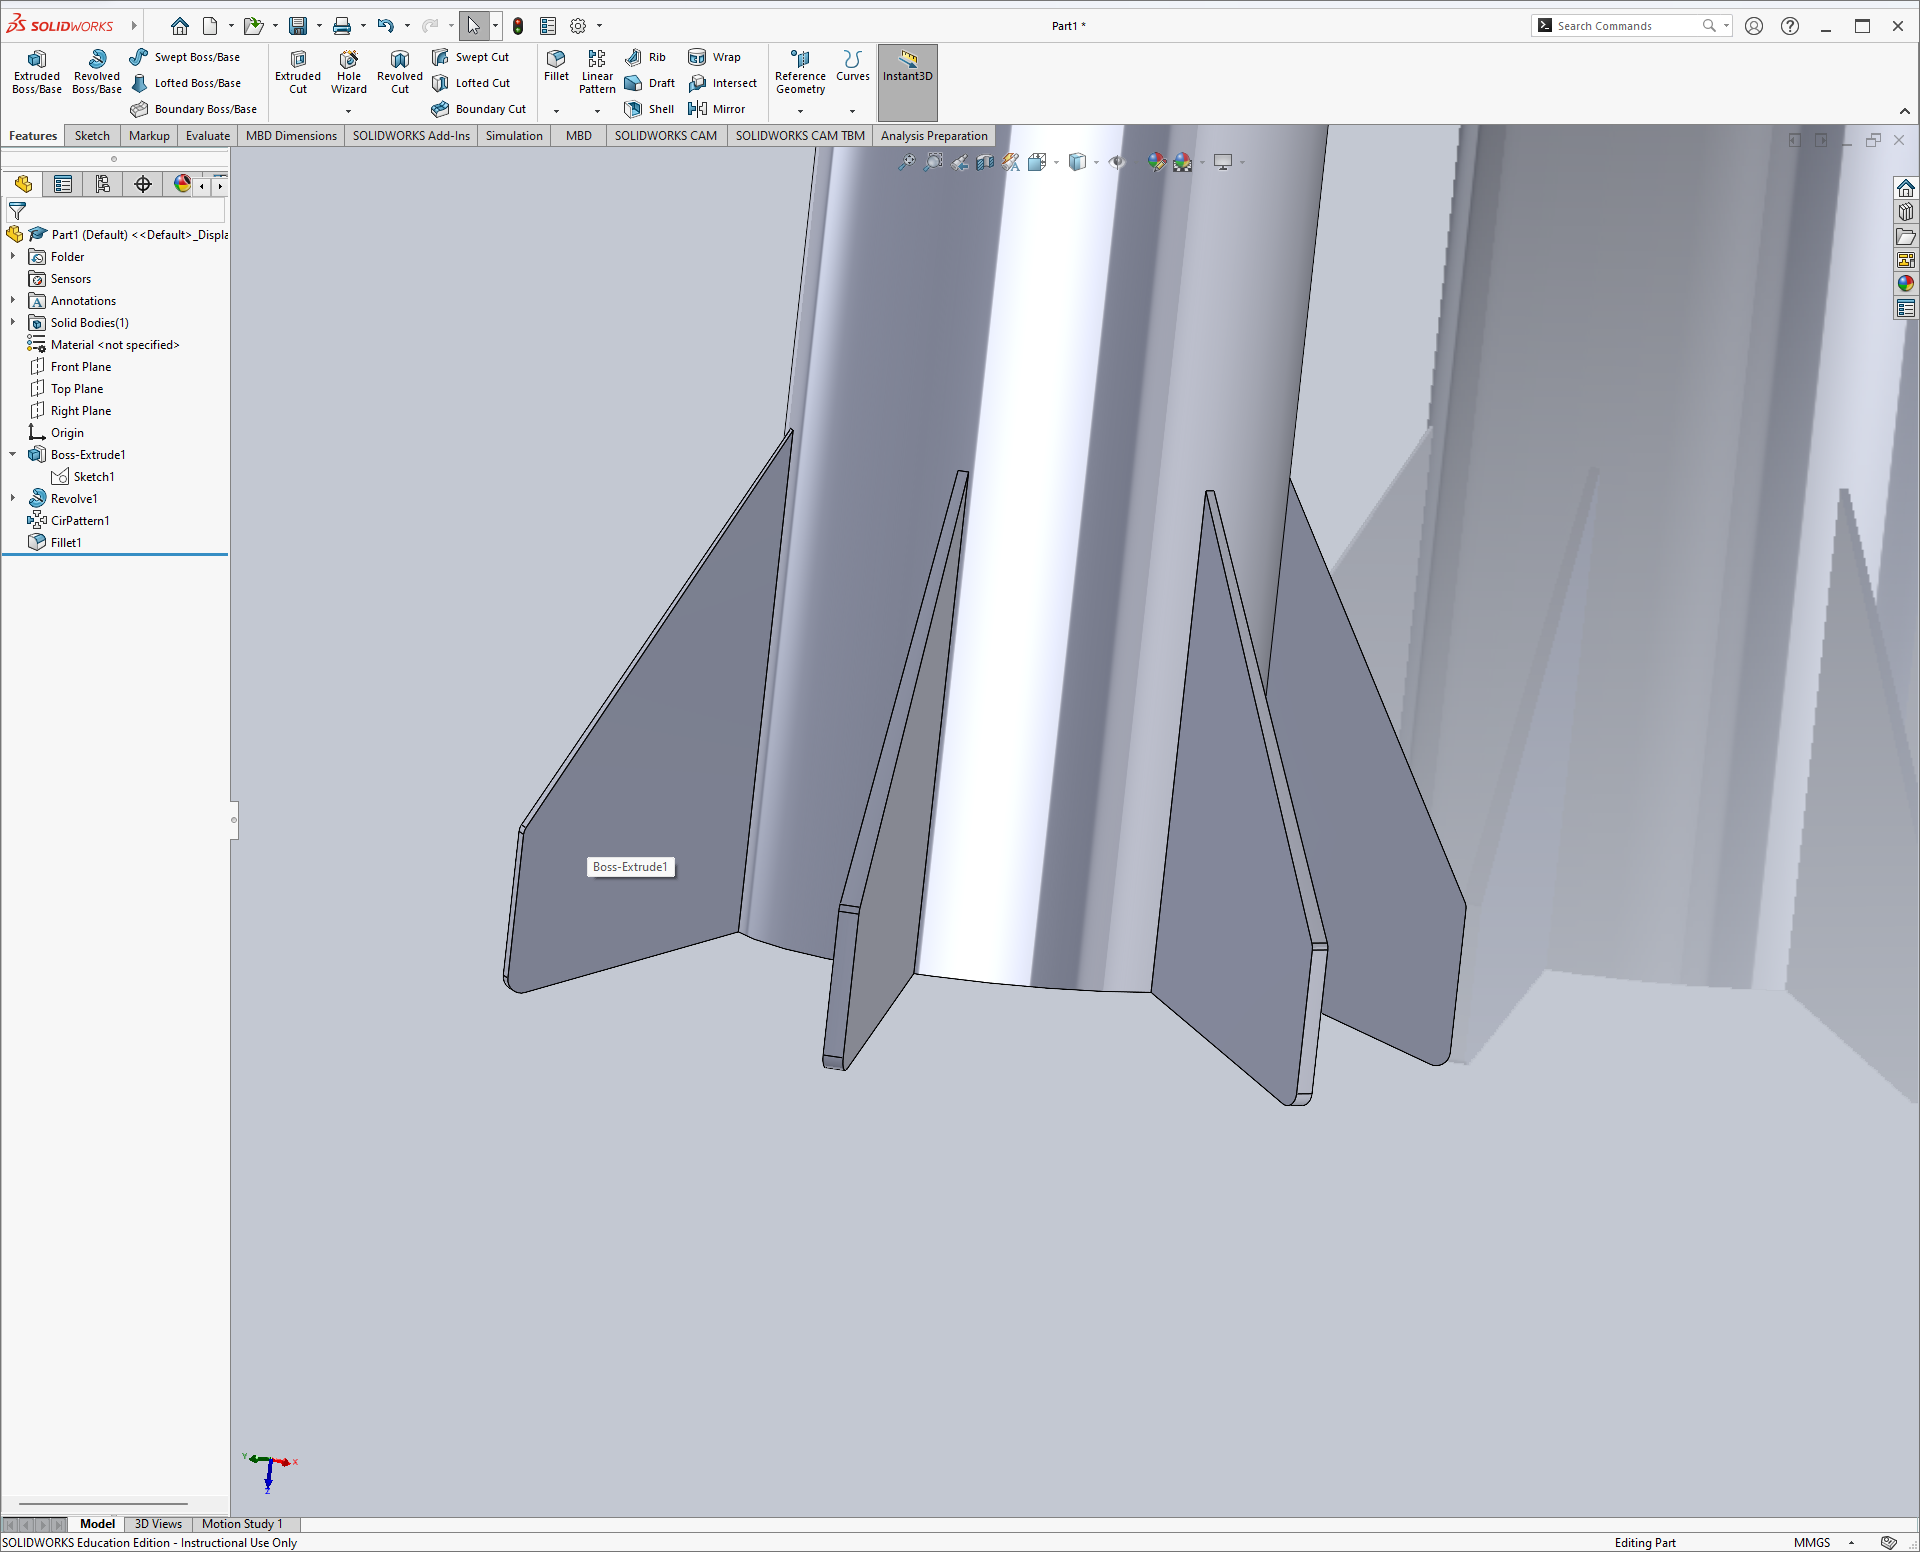 SOLIDWORKS
Part1 *
Search Commands
Extruded Boss/Base
Revolved Boss/Base
Swept Boss/Base
Lofted Boss/Base
Boundary Boss/Base
Extruded Cut
Hole Wizard
Revolved Cut
Swept Cut
Lofted Cut
Boundary Cut
Fillet
Linear Pattern
Rib
Draft
Shell
Wrap
Intersect
Mirror
Reference Geometry
Curves
Instant3D
Features
Sketch
Markup
Evaluate
MBD Dimensions
SOLIDWORKS Add-Ins
Simulation
MBD
SOLIDWORKS CAM
SOLIDWORKS CAM TBM
Analysis Preparation
Part1 (Default) <<Default>_Displa
Folder
Sensors
Annotations
Solid Bodies(1)
Material <not specified>
Front Plane
Top Plane
Right Plane
Origin
Boss-Extrude1
Sketch1
Revolve1
CirPattern1
Fillet1
Boss-Extrude1
Y
X
Z
Model
3D Views
Motion Study 1
SOLIDWORKS Education Edition - Instructional Use Only
Editing Part
MMGS